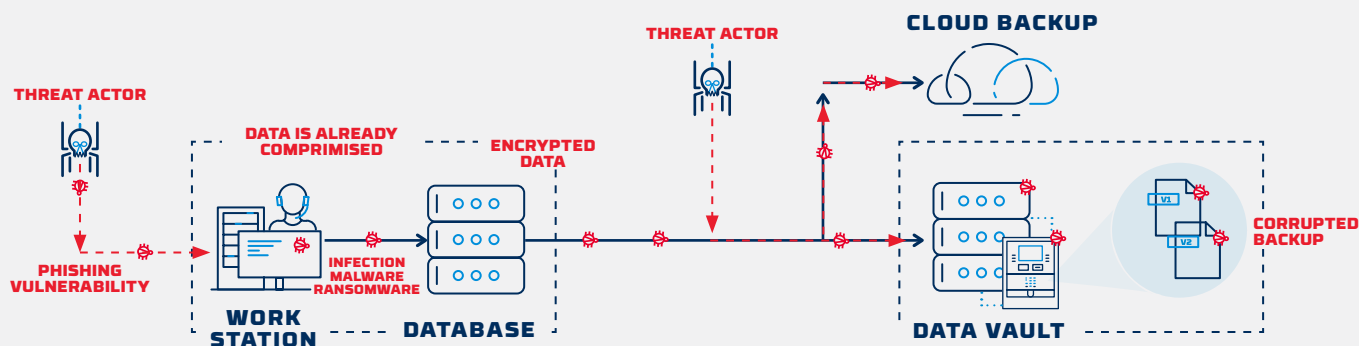 CLOUD BACKUP
THREAT ACTOR
THREAT ACTOR
DATA IS ALREADY
COMPRIMISED
ENCRYPTED
DATA
V1
V2
CORRUPTED
BACKUP
PHISHING
VULNERABILITY
INFECTION
MALWARE
RANSOMWARE
WORK
STATION
DATABASE
DATA VAULT